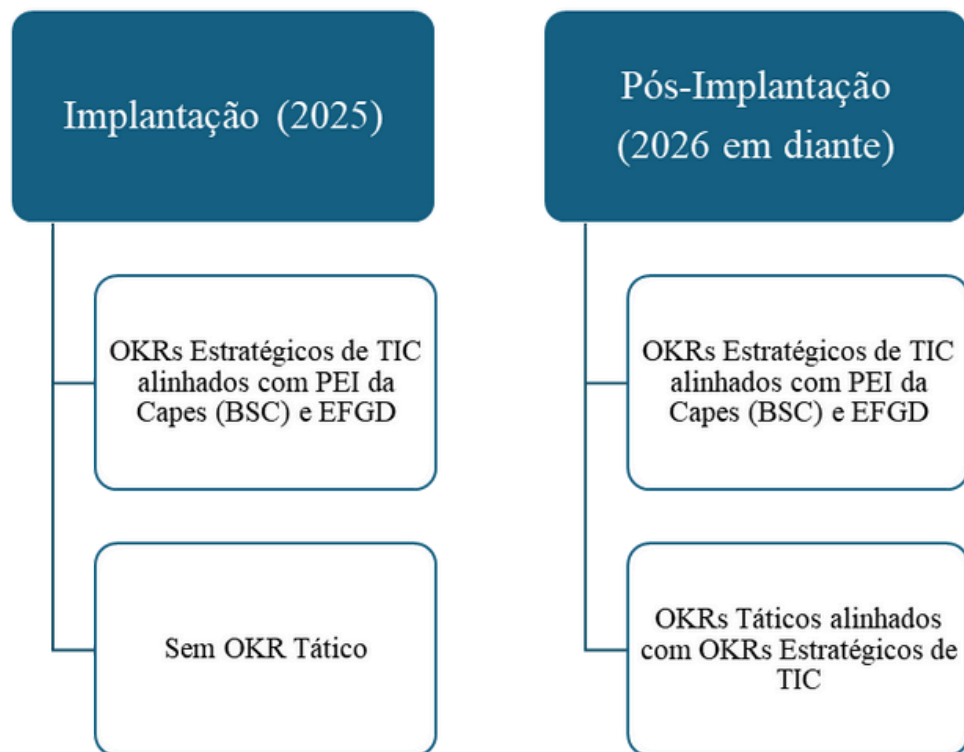 Implantação (2025)
OKRs Estratégicos de TIC
alinhados com PEI da
Capes (BSC) e EFGD
Sem OKR Tático
Pós-Implantação
(2026 em diante)
OKRs Estratégicos de TIC
alinhados com PEI da
Capes (BSC) e EFGD
OKRs Táticos alinhados
com OKRs Estratégicos de
TIC